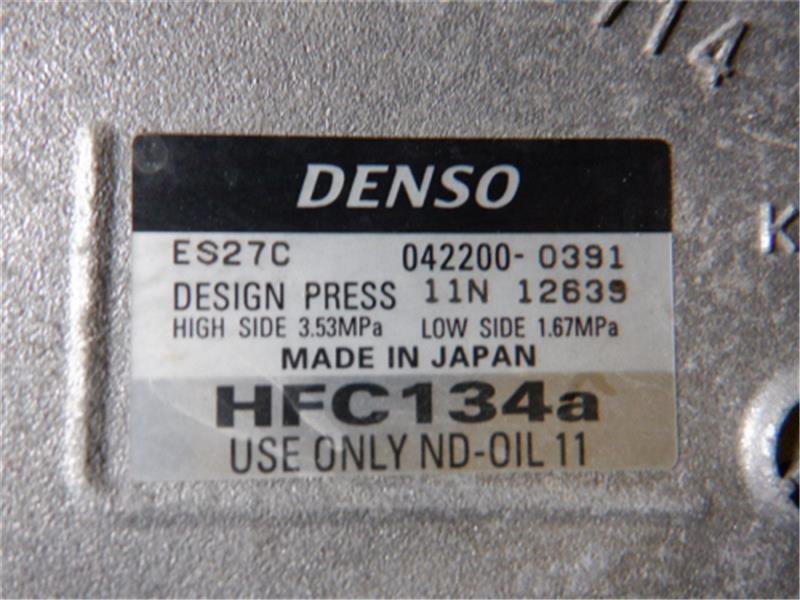 114
DENSO
K
ES27C 042200-0391
DESIGN PRESS 11N 12639
HIGH SIDE 3.53MPa LOW SIDE 1.67MPa
MADE IN JAPAN
HFC134a
USE ONLY ND-OIL 11